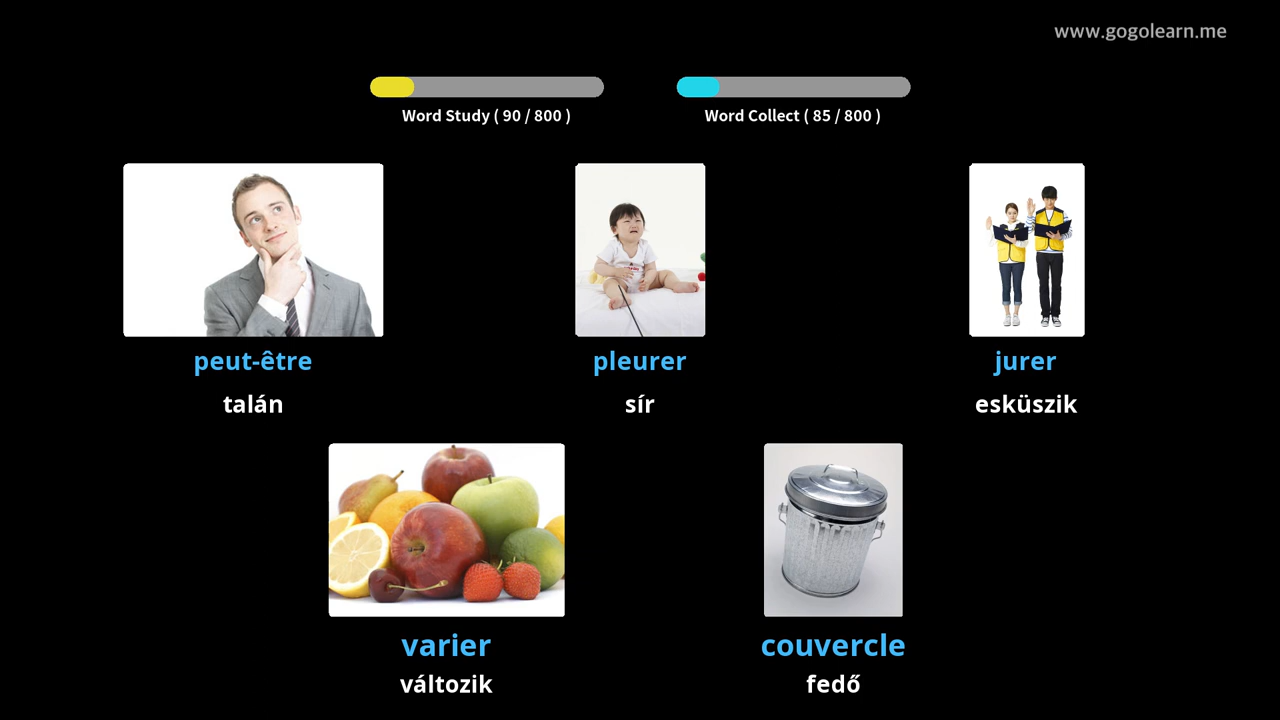 www.gogolearn.me
Word Study ( 90 / 800 )
Word Collect ( 85 / 800 )
peut-être
talán
pleurer
sír
jurer
esküszik
varier
változik
couvercle
fedő